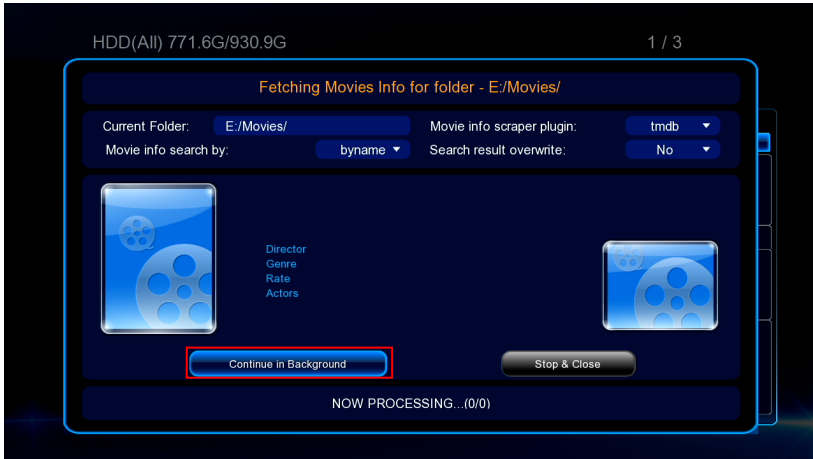 HDD(All) 771.6G/930.9G 1 / 3
Fetching Movies Info for folder - E:/Movies/
Current Folder: E:/Movies/ Movie info scraper plugin: tmdb
Movie info search by: byname Search result overwrite: No
Director
Genre
Rate
Actors
Continue in Background Stop & Close
NOW PROCESSING...(0/0)